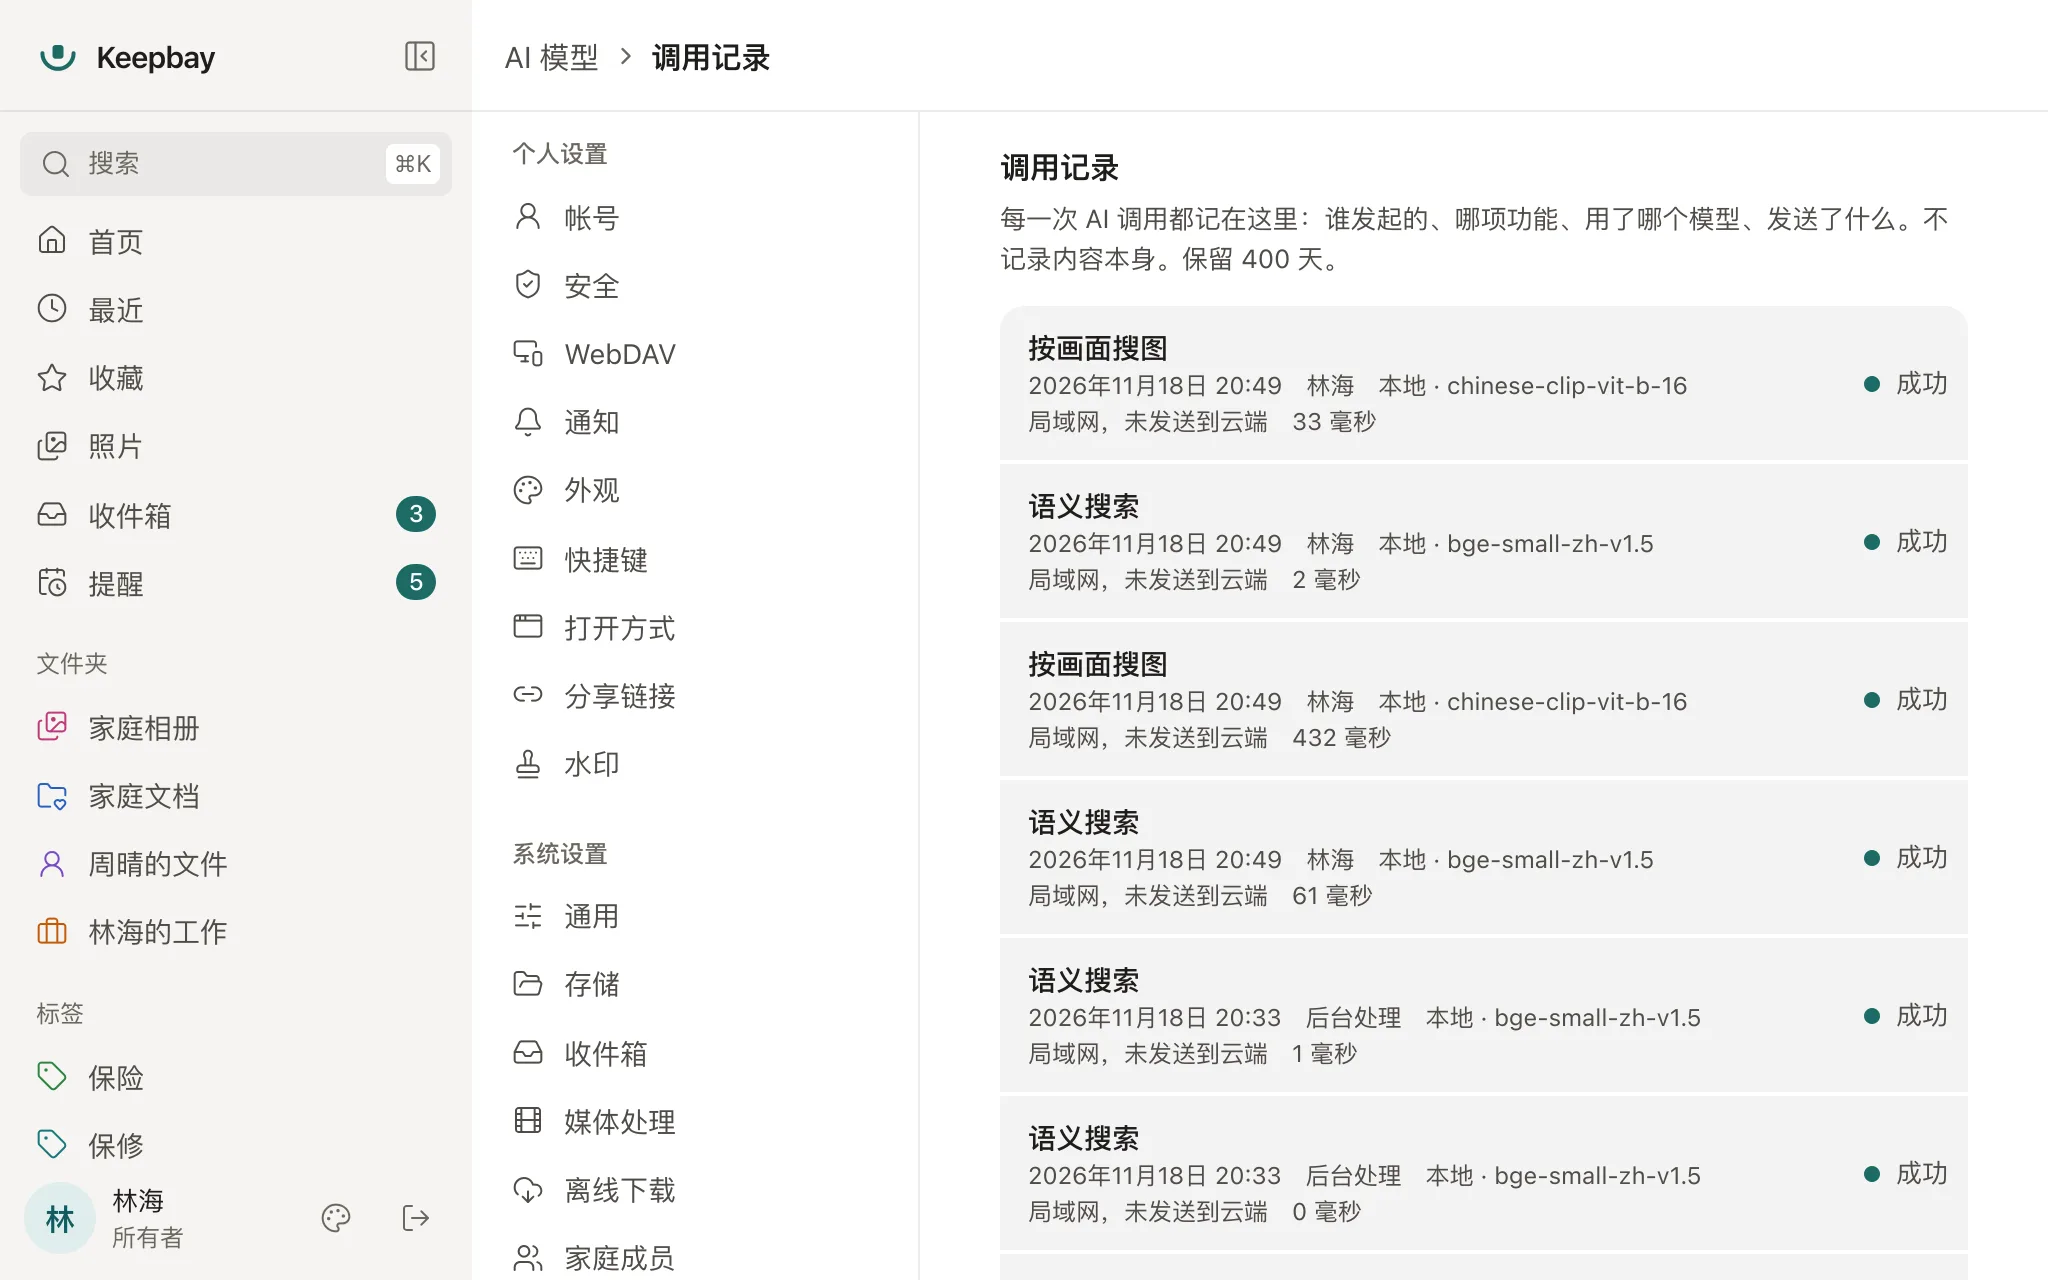 Keepbay
搜索
⌘K
首页
最近
收藏
照片
收件箱
3
提醒
5
文件夹
家庭相册
家庭文档
周晴的文件
林海的工作
标签
保险
保修
林
林海
所有者
AI 模型 > 调用记录
个人设置
帐号
安全
WebDAV
通知
外观
快捷键
打开方式
分享链接
水印
系统设置
通用
存储
收件箱
媒体处理
离线下载
家庭成员
调用记录
每一次 AI 调用都记在这里：谁发起的、哪项功能、用了哪个模型、发送了什么。不
记录内容本身。保留 400 天。
按画面搜图
2026年11月18日 20:49 林海 本地 · chinese-clip-vit-b-16
局域网，未发送到云端 33 毫秒
成功
语义搜索
2026年11月18日 20:49 林海 本地 · bge-small-zh-v1.5
局域网，未发送到云端 2 毫秒
成功
按画面搜图
2026年11月18日 20:49 林海 本地 · chinese-clip-vit-b-16
局域网，未发送到云端 432 毫秒
成功
语义搜索
2026年11月18日 20:49 林海 本地 · bge-small-zh-v1.5
局域网，未发送到云端 61 毫秒
成功
语义搜索
2026年11月18日 20:33 后台处理 本地 · bge-small-zh-v1.5
局域网，未发送到云端 1 毫秒
成功
语义搜索
2026年11月18日 20:33 后台处理 本地 · bge-small-zh-v1.5
局域网，未发送到云端 0 毫秒
成功